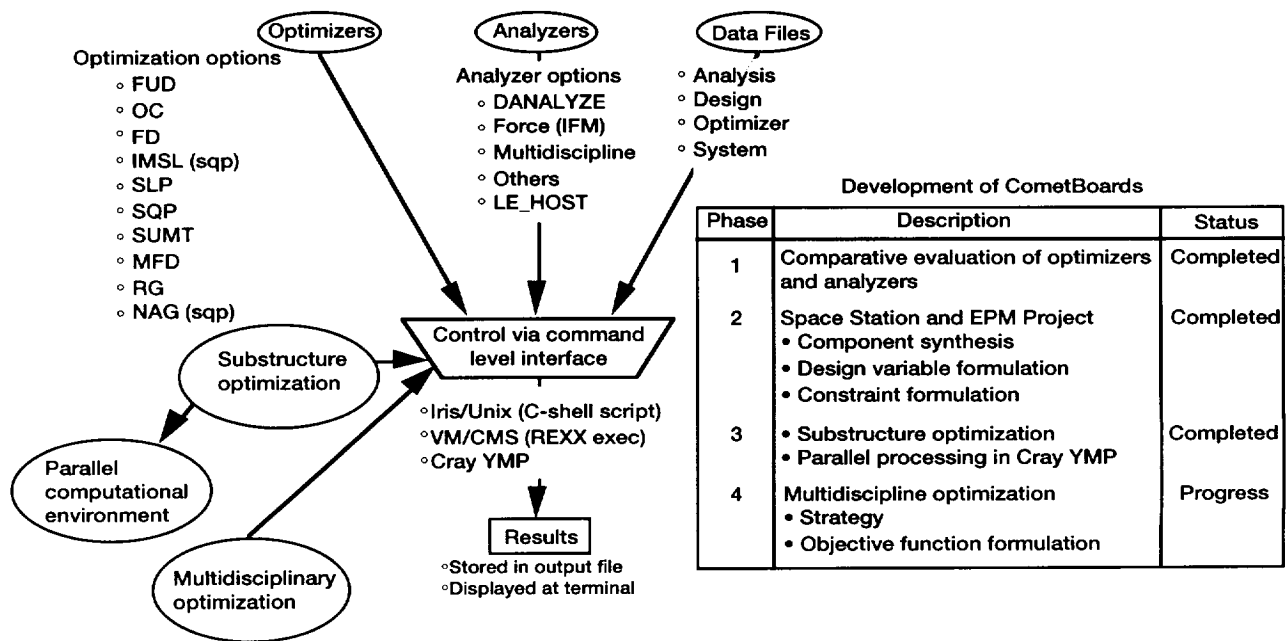 Optimizers
Optimization options
◦ FUD
◦ OC
◦ FD
◦ IMSL (sqp)
◦ SLP
◦ SQP
◦ SUMT
◦ MFD
◦ RG
◦ NAG (sqp)
Analyzers
Analyzer options
◦ DANALYZE
◦ Force (IFM)
◦ Multidiscipline
◦ Others
◦ LE_HOST
Data Files
◦ Analysis
◦ Design
◦ Optimizer
◦ System
Control via command
level interface
Substructure
optimization
Parallel
computational
environment
Multidisciplinary
optimization
◦Iris/Unix (C-shell script)
◦VM/CMS (REXX exec)
◦Cray YMP
Results
◦Stored in output file
◦Displayed at terminal
Development of CometBoards
Phase Description Status
1 Comparative evaluation of optimizers Completed
and analyzers
2 Space Station and EPM Project Completed
• Component synthesis
• Design variable formulation
• Constraint formulation
3 • Substructure optimization Completed
• Parallel processing in Cray YMP
4 Multidiscipline optimization Progress
• Strategy
• Objective function formulation